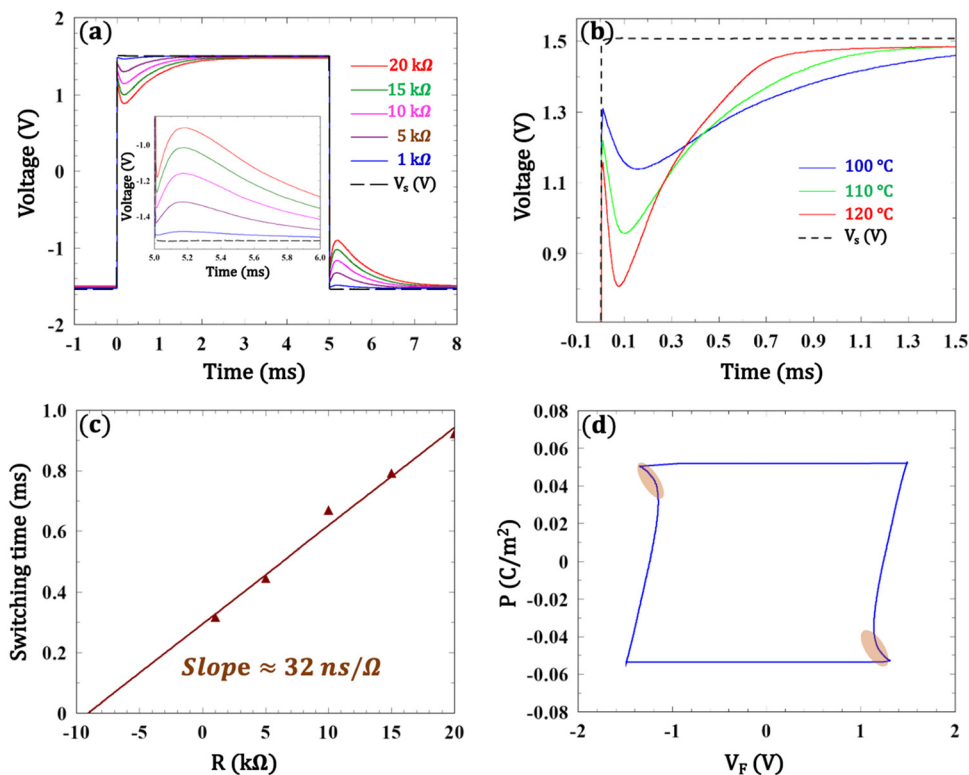 (a)
2
1
0
-1
-2
Voltage (V)
20 kΩ
15 kΩ
10 kΩ
5 kΩ
1 kΩ
Vs (V)
-1.0
-1.2
-1.4
Voltage (V)
5.0 5.2 5.4 5.6 5.8 6.0
Time (ms)
-1 0 1 2 3 4 5 6 7 8
Time (ms)
(b)
1.5
1.3
1.1
0.9
Voltage (V)
100 ºC
110 ºC
120 ºC
Vs (V)
-0.1 0.1 0.3 0.5 0.7 0.9 1.1 1.3 1.5
Time (ms)
(c)
1.0
0.8
0.6
0.4
0.2
0
Switching time (ms)
Slope ≈ 32 ns/Ω
-10 -5 0 5 10 15 20
R (kΩ)
(d)
0.08
0.06
0.04
0.02
0
-0.02
-0.04
-0.06
-0.08
P (C/m²)
-2 -1 0 1 2
VF (V)